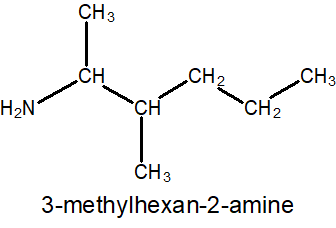 CH₃
CH CH₂ CH₃
H₂N CH CH₂
CH₃
3-methylhexan-2-amine